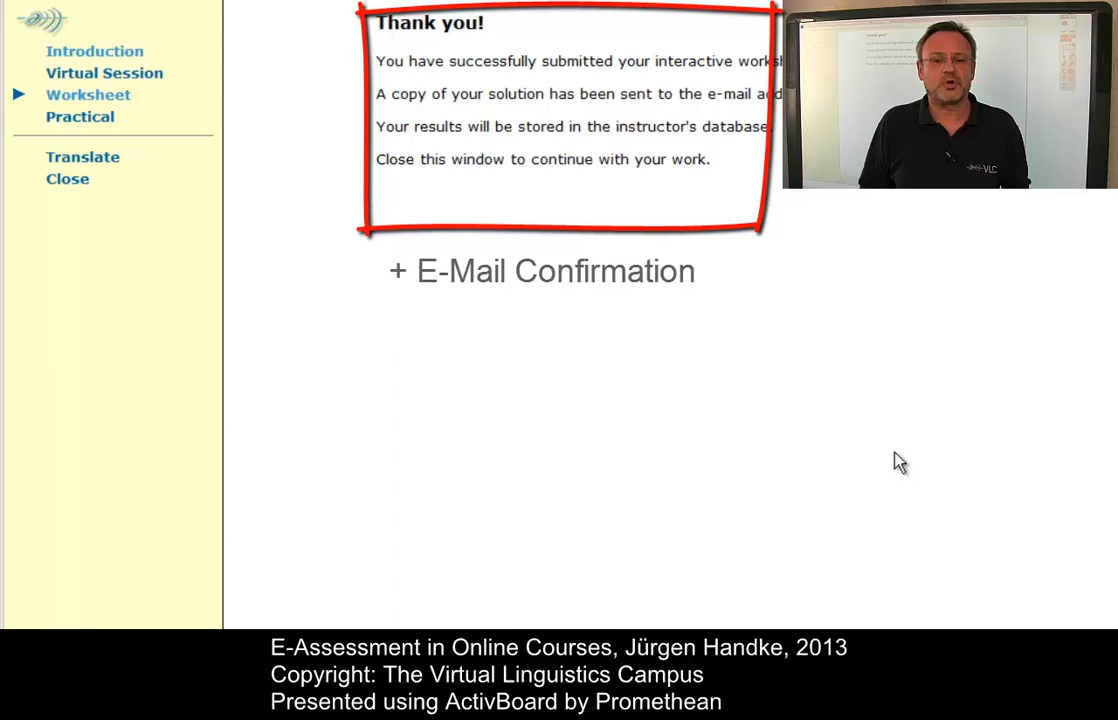 Introduction
Virtual Session
Worksheet
Practical
Translate
Close
Thank you!
You have successfully submitted your interactive
A copy of your solution has been sent to the e-mail
Your results will be stored in the instructor's database
Close this window to continue with your work.
+ E-Mail Confirmation
VLC
E-Assessment in Online Courses, Jürgen Handke, 2013
Copyright: The Virtual Linguistics Campus
Presented using ActivBoard by Promethean